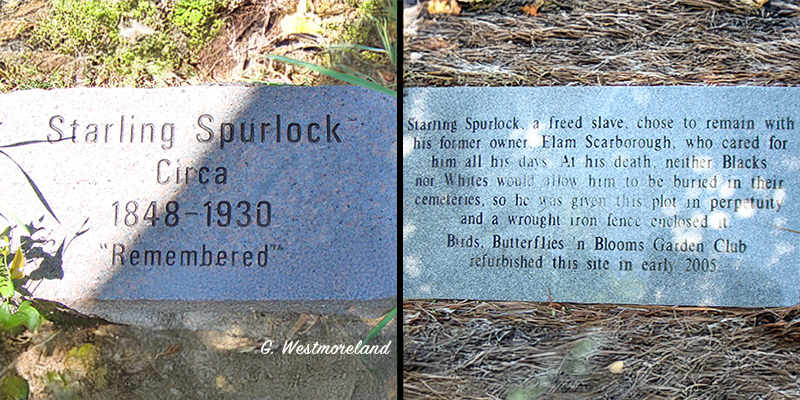 Starling Spurlock
Circa
1848-1930
"Remembered"
G. Westmoreland
Starling Spurlock, a freed slave, chose to remain with
his former owner, Elam Scarborough, who cared for
him all his days. At his death, neither Blacks
nor Whites would allow him to be buried in their
cemeteries, so he was given this plot in perpetuity
and a wrought iron fence enclosed it.
Birds, Butterflies 'n Blooms Garden Club
refurbished this site in early 2005.